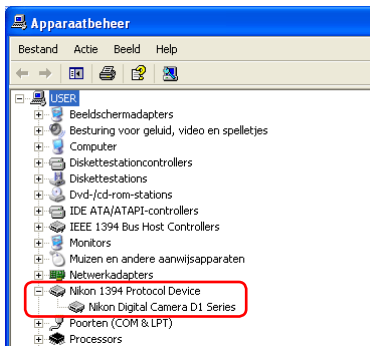 Apparaatbeheer
Bestand Actie Beeld Help
USER
Beeldschermadapters
Besturing voor geluid, video en spelletjes
Computer
Diskettestationcontrollers
Diskettestations
Dvd-/cd-rom-stations
IDE ATA/ATAPI-controllers
IEEE 1394 Bus Host Controllers
Monitors
Muizen en andere aanwijsapparaten
Netwerkadapters
Nikon 1394 Protocol Device
Nikon Digital Camera D1 Series
Poorten (COM & LPT)
Processors